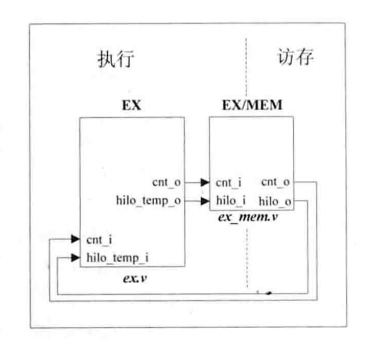 执行 访存
EX EX/MEM
cnt_o cnt_i cnt_o
hilo_temp_o hilo_i hilo_o
ex_mem.v
cnt_i
hilo_temp_i
ex.v